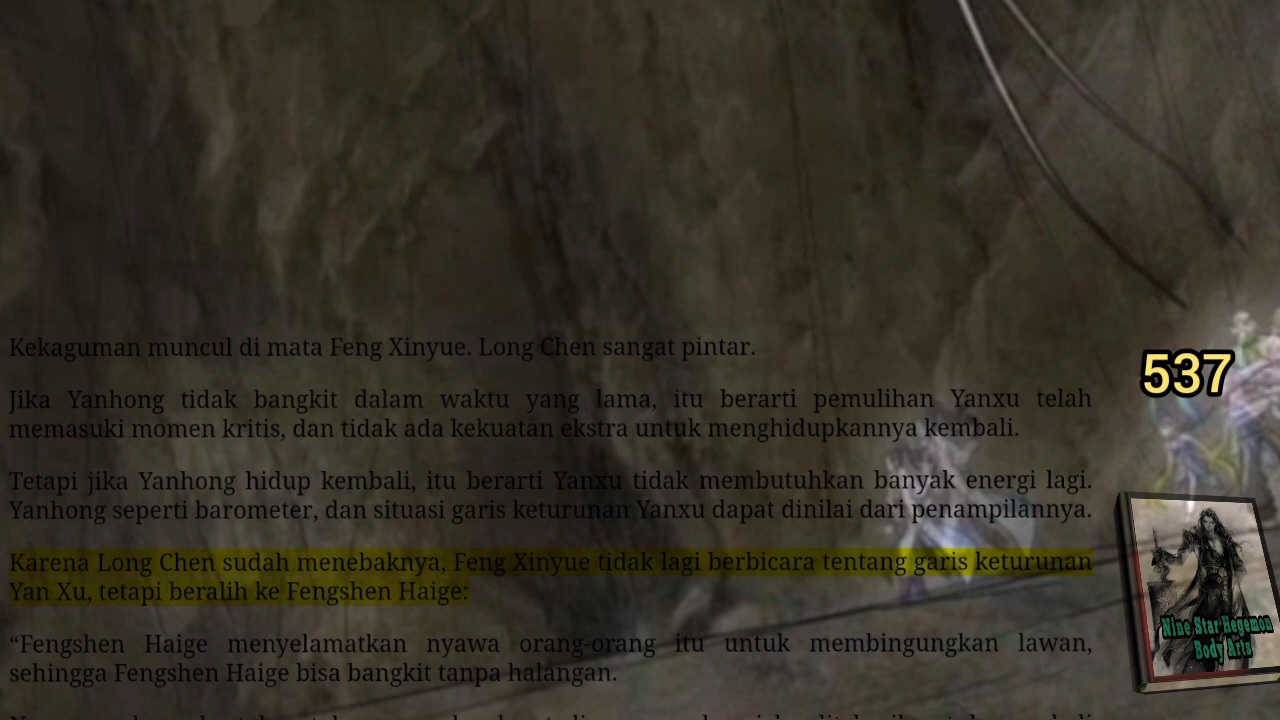 Kekaguman muncul di mata Feng Xinyue. Long Chen sangat pintar.
Jika Yanhong tidak bangkit dalam waktu yang lama, itu berarti pemulihan Yanxu telah
memasuki momen kritis, dan tidak ada kekuatan ekstra untuk menghidupkannya kembali.
Tetapi jika Yanhong hidup kembali, itu berarti Yanxu tidak membutuhkan banyak energi lagi.
Yanhong seperti barometer, dan situasi garis keturunan Yanxu dapat dinilai dari penampilannya.
Karena Long Chen sudah menebaknya, Feng Xinyue tidak lagi berbicara tentang garis keturunan
Yan Xu, tetapi beralih ke Fengshen Haige:
“Fengshen Haige menyelamatkan nyawa orang-orang itu untuk membingungkan lawan,
sehingga Fengshen Haige bisa bangkit tanpa halangan.
537
Nine Star Hegemon
Body Arts